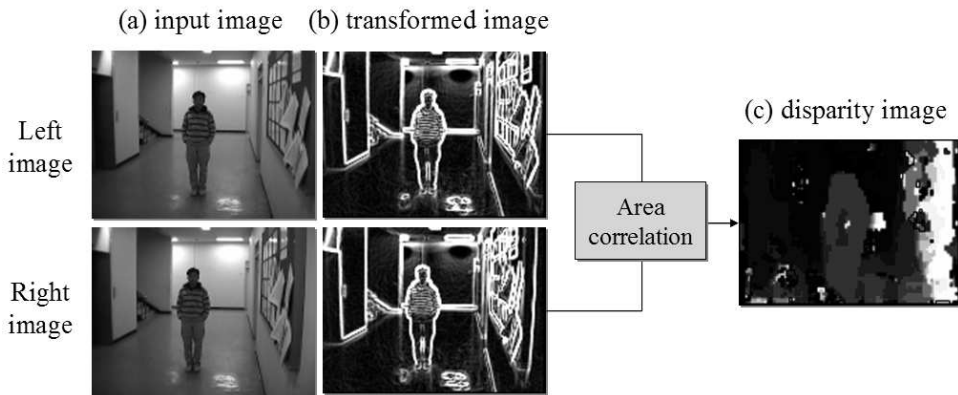 (a) input image
(b) transformed image
(c) disparity image
Left
image
Area
correlation
Right
image